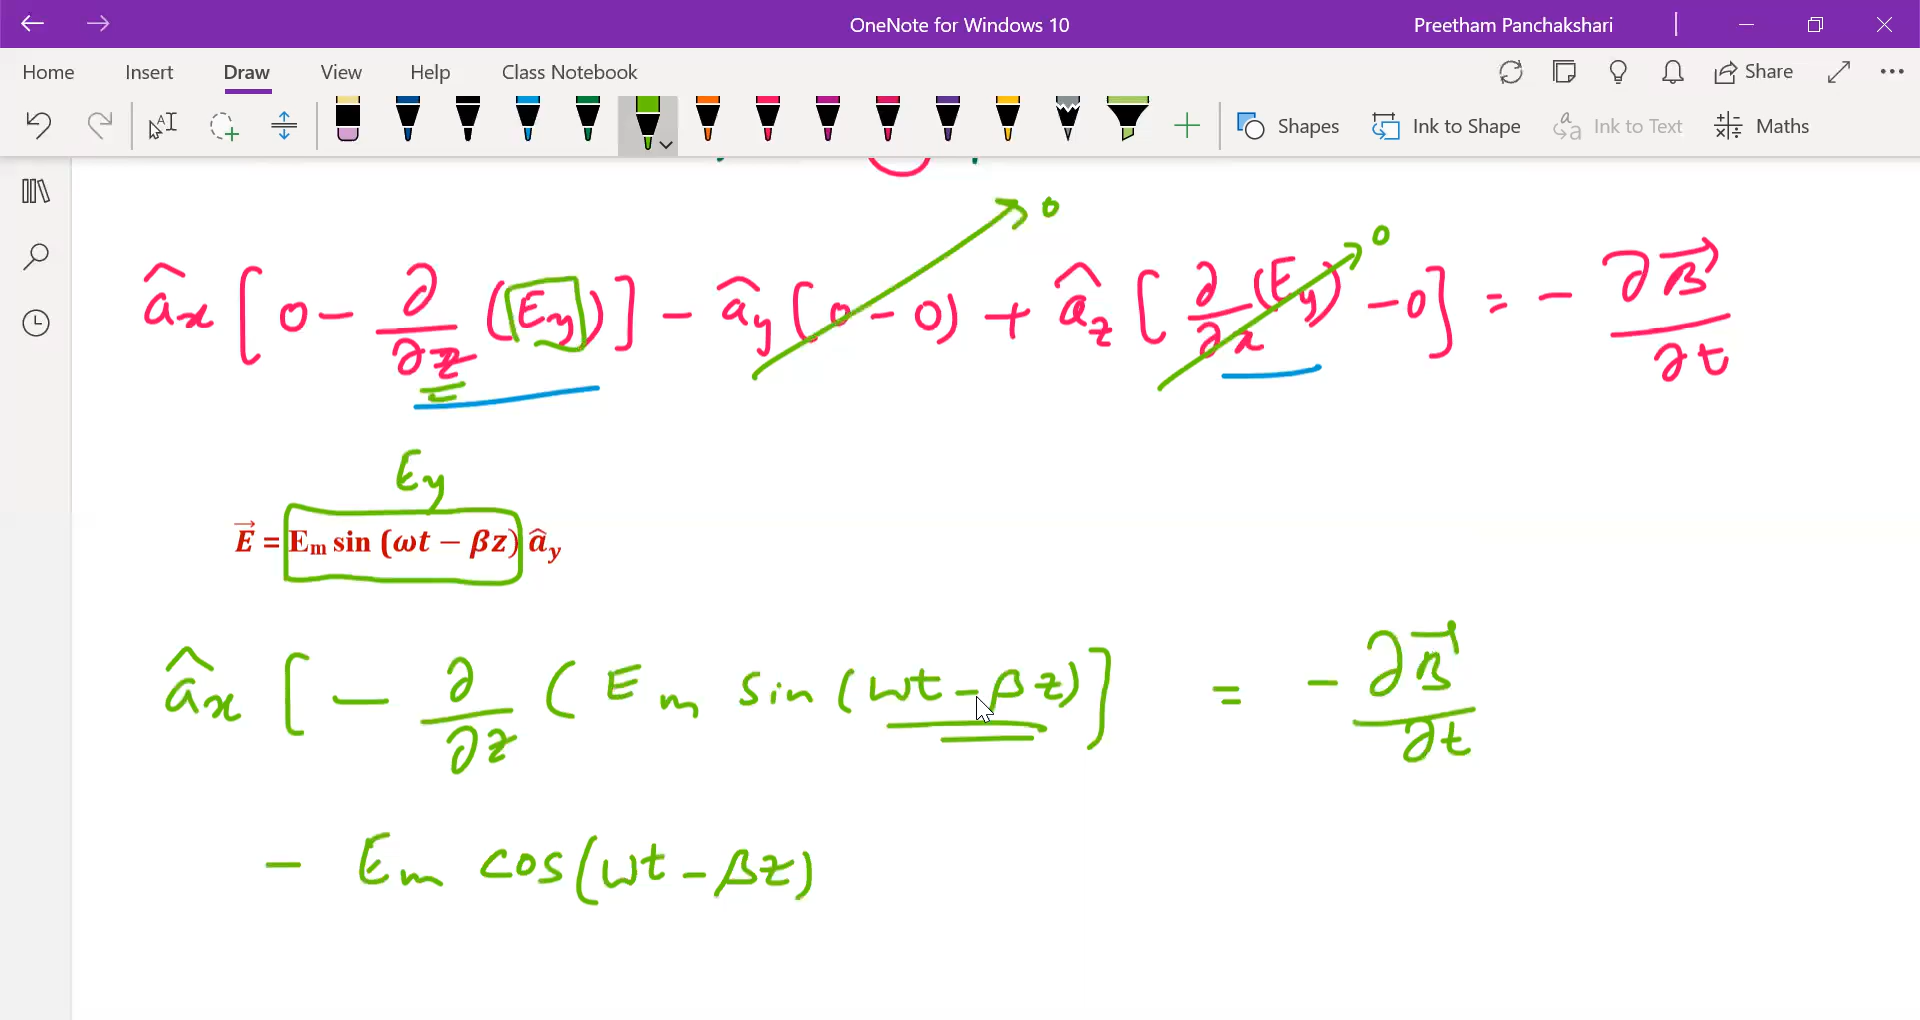 OneNote for Windows 10
Preetham Panchakshari
Home Insert Draw View Help Class Notebook Share
Shapes Ink to Shape Ink to Text Maths
âx [0 - ∂/∂z (Ey)] - ây (0 - 0) + âz [∂/∂x (Ey) - 0] = - ∂B⃗/∂t
0 0
Ey
E⃗ = Em sin (ωt − βz) ây
âx [ - ∂/∂z ( Em sin (ωt - βz) ] = - ∂B⃗/∂t
- Em cos(ωt - βz)